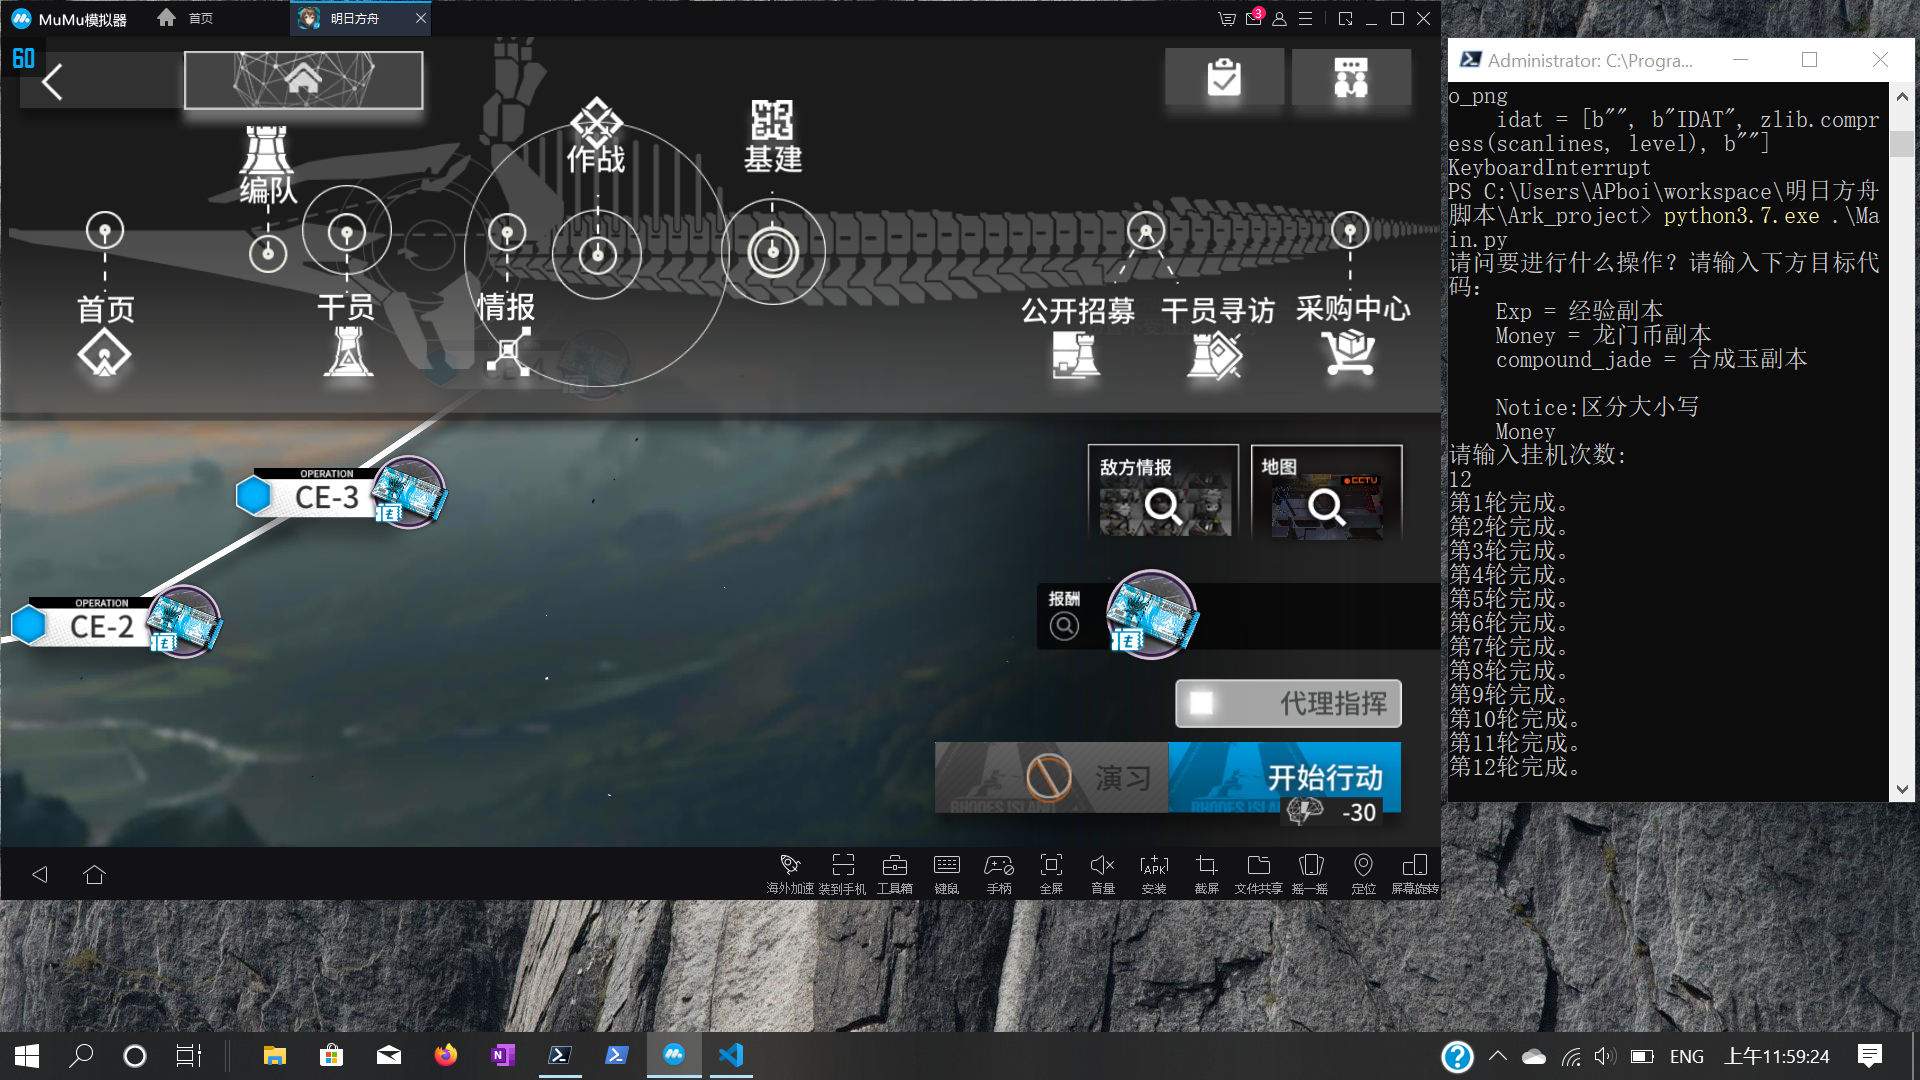 MuMu模拟器
首页
明日方舟
3
60
编队
作战
基建
首页
干员
情报
公开招募
干员寻访
采购中心
OPERATION
CE-3
OPERATION
CE-2
敌方情报
地图
CCTV
报酬
代理指挥
演习
开始行动
RHODES ISLAND
-30
海外加速
装到手机
工具箱
键鼠
手柄
全屏
音量
APK
安装
截屏
文件共享
摇一摇
定位
屏幕旋转
Administrator: C:\Progra...
o_png
    idat = [b"", b"IDAT", zlib.compr
ess(scanlines, level), b""]
KeyboardInterrupt
PS C:\Users\APboi\workspace\明日方舟
脚本\Ark_project> python3.7.exe .\Ma
in.py
请问要进行什么操作? 请输入下方目标代
码:
    Exp = 经验副本
    Money = 龙门币副本
    compound_jade = 合成玉副本
    Notice:区分大小写
    Money
请输入挂机次数:
12
第1轮完成。
第2轮完成。
第3轮完成。
第4轮完成。
第5轮完成。
第6轮完成。
第7轮完成。
第8轮完成。
第9轮完成。
第10轮完成。
第11轮完成。
第12轮完成。
ENG
上午11:59:24